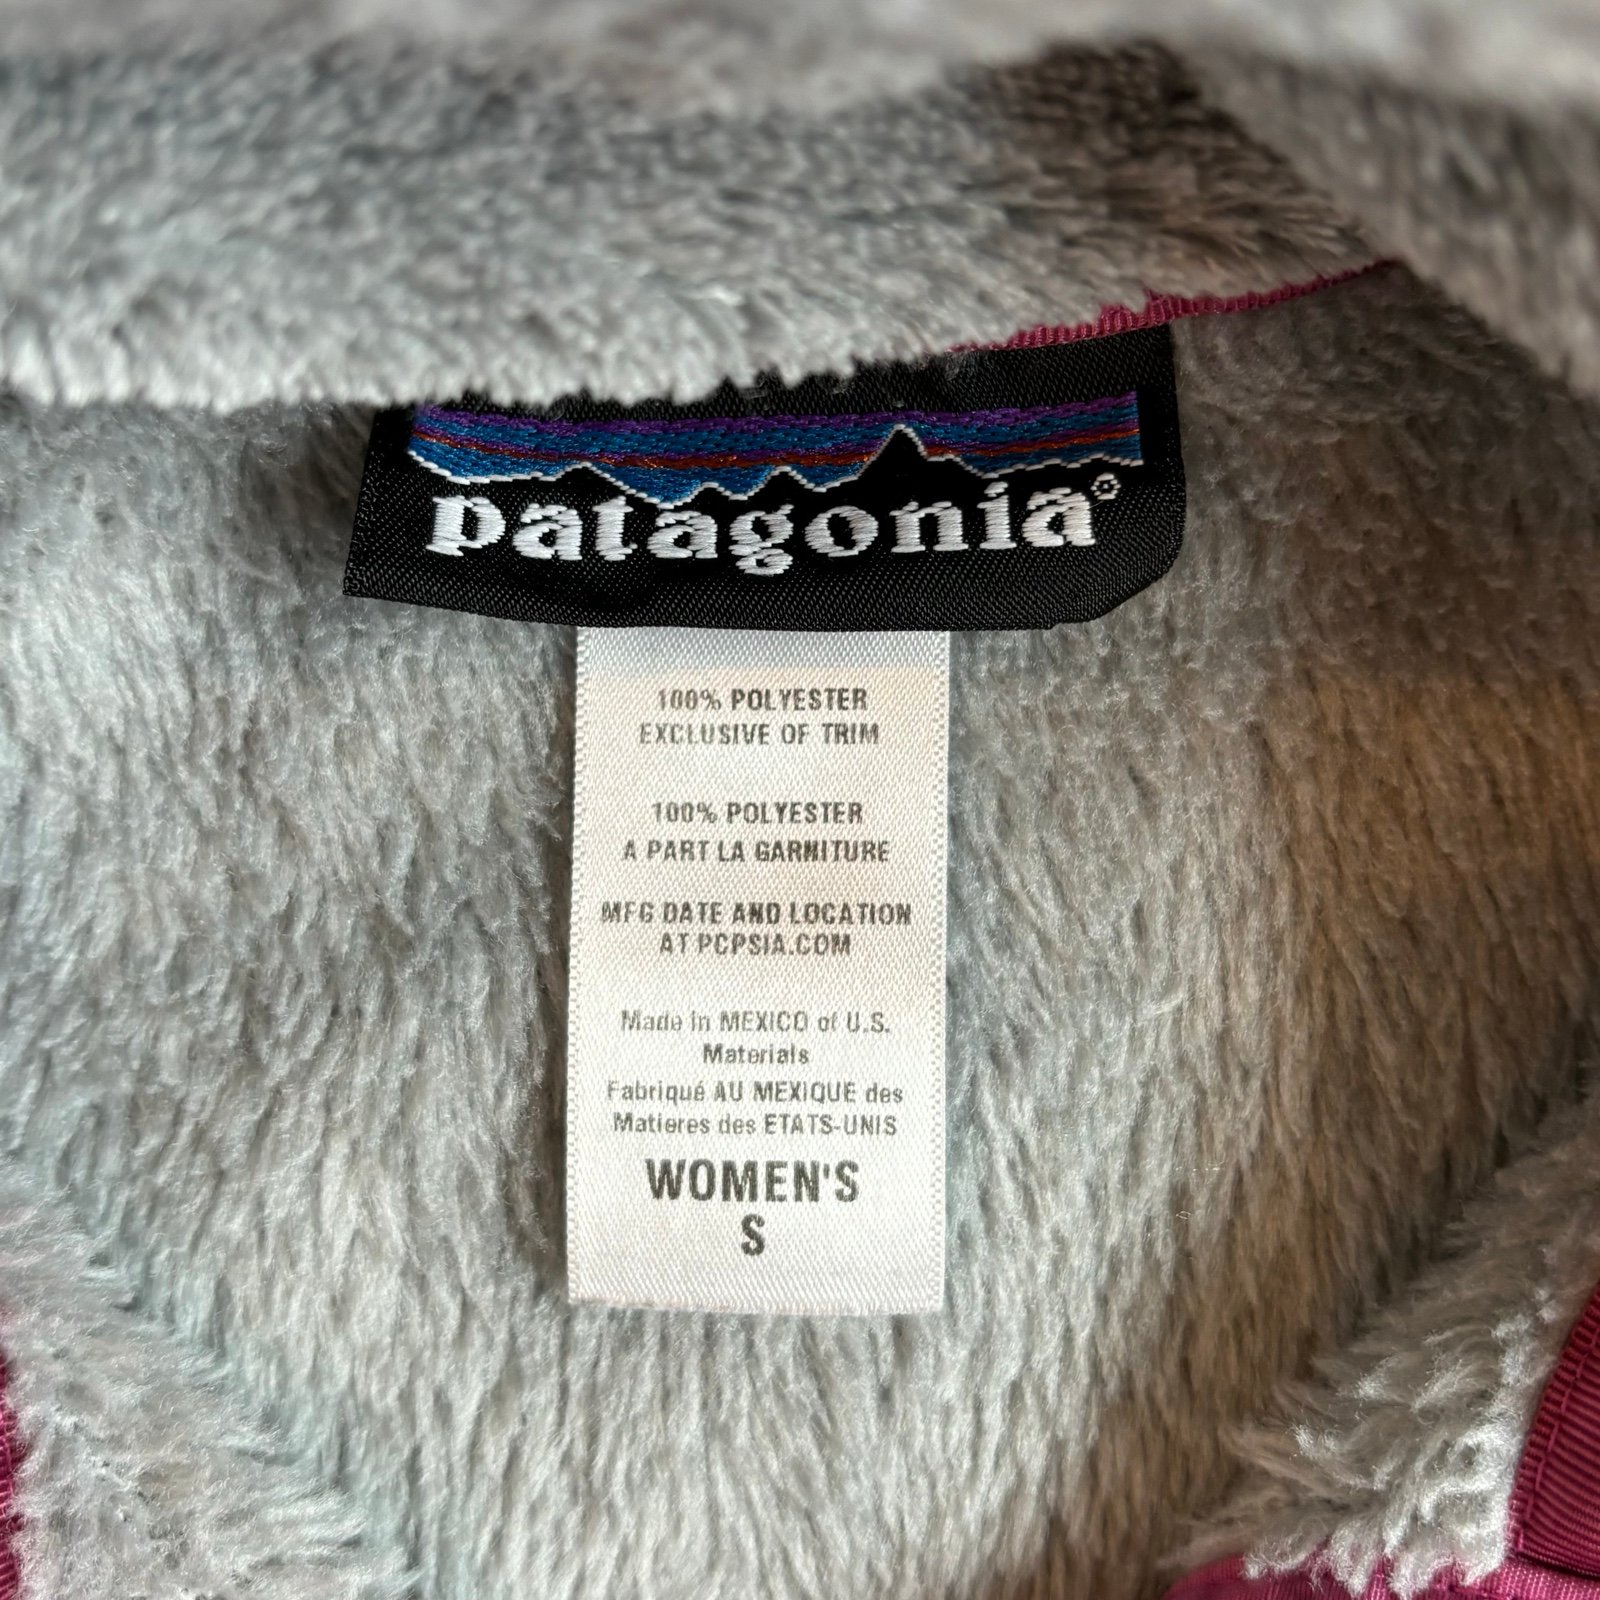 patagonia®
100% POLYESTER
EXCLUSIVE OF TRIM
100% POLYESTER
A PART LA GARNITURE
MFG DATE AND LOCATION
AT PCPSIA.COM
Made in MEXICO of U.S.
Materials
Fabriqué AU MEXIQUE des
Matieres des ETATS-UNIS
WOMEN'S
S